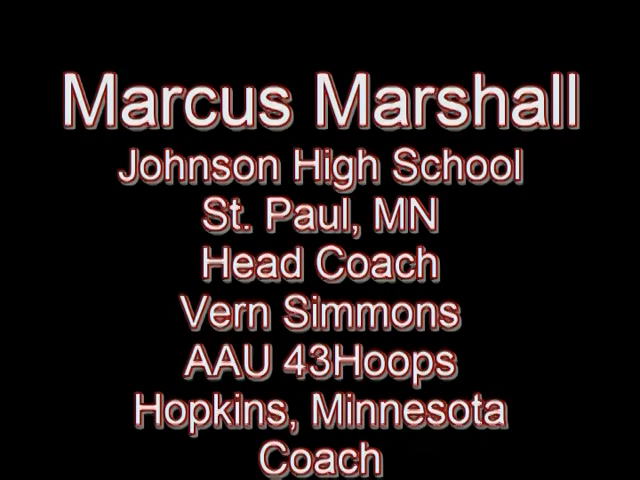 Marcus Marshall
Johnson High School
St. Paul, MN
Head Coach
Vern Simmons
AAU 43Hoops
Hopkins, Minnesota
Coach